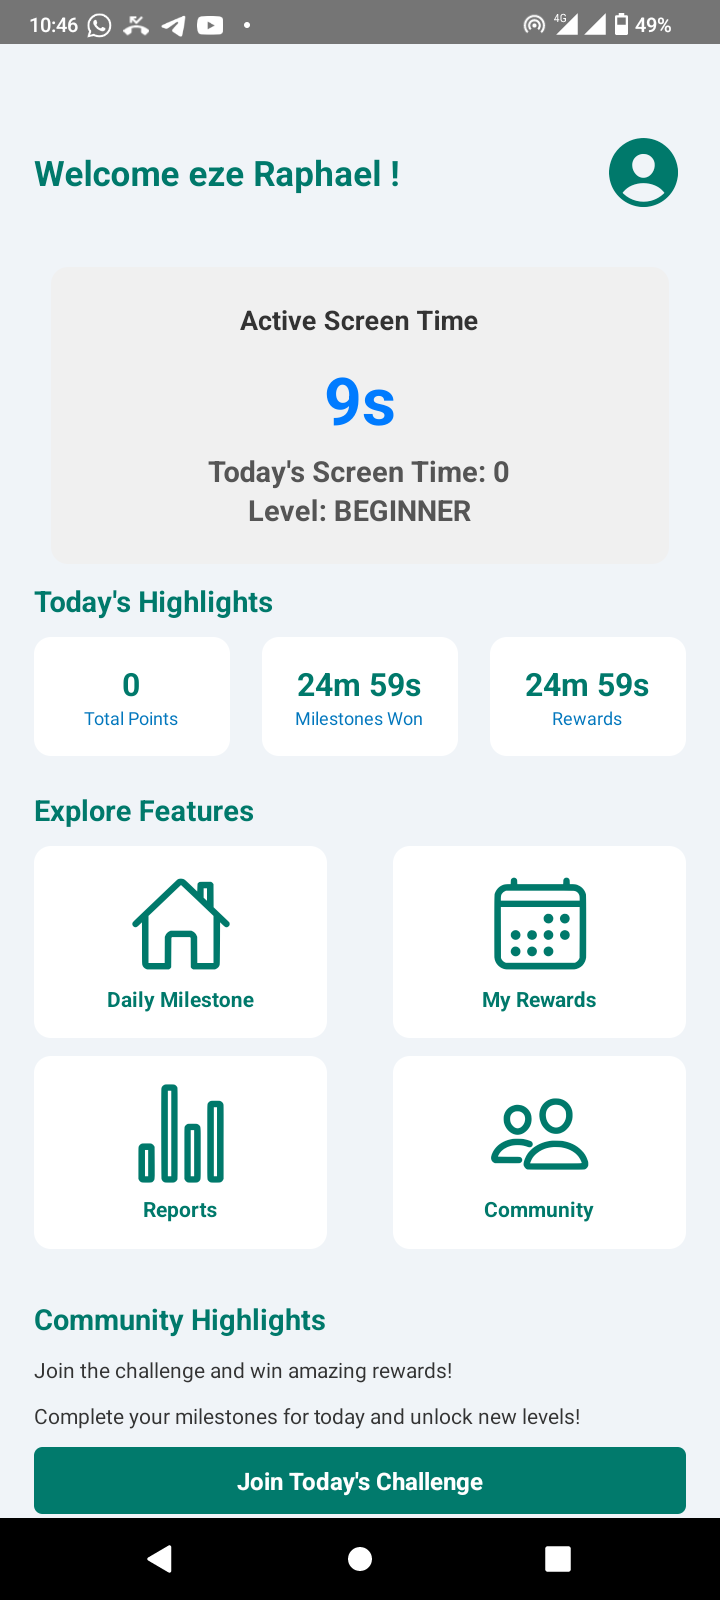 10:46 4G 49%
Welcome eze Raphael !
Active Screen Time
9s
Today's Screen Time: 0
Level: BEGINNER
Today's Highlights
0 24m 59s 24m 59s
Total Points Milestones Won Rewards
Explore Features
Daily Milestone My Rewards
Reports Community
Community Highlights
Join the challenge and win amazing rewards!
Complete your milestones for today and unlock new levels!
Join Today's Challenge